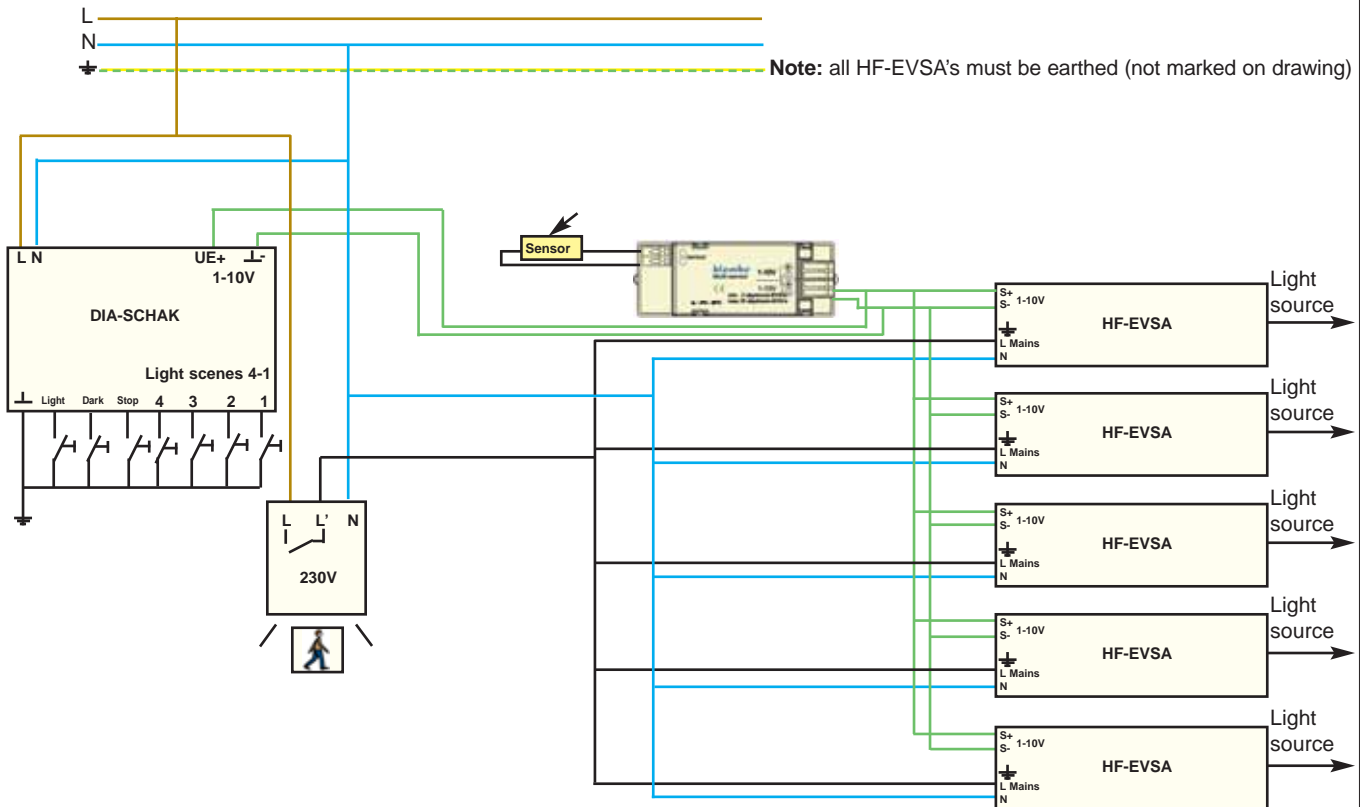 L
N
Note: all HF-EVSA's must be earthed (not marked on drawing)
L N
UE+
-
1-10V
DIA-SCHAK
Light scenes 4-1
Light Dark Stop 4 3 2 1
Sensor
sensor
1-10V
L L’ N
230V
S+
S- 1-10V
HF-EVSA
L Mains
N
Light
source
S+
S- 1-10V
HF-EVSA
L Mains
N
Light
source
S+
S- 1-10V
HF-EVSA
L Mains
N
Light
source
S+
S- 1-10V
HF-EVSA
L Mains
N
Light
source
S+
S- 1-10V
HF-EVSA
L Mains
N
Light
source